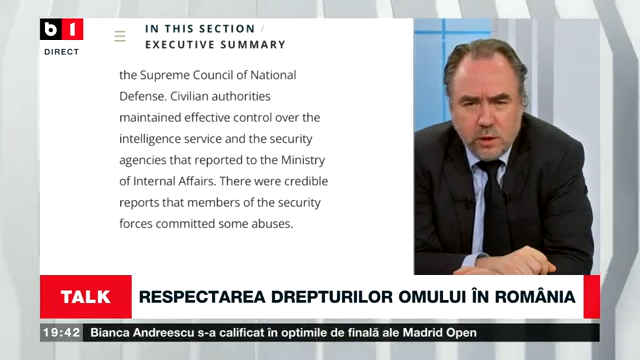 b1
DIRECT
IN THIS SECTION /
EXECUTIVE SUMMARY
the Supreme Council of National
Defense. Civilian authorities
maintained effective control over the
intelligence service and the security
agencies that reported to the Ministry
of Internal Affairs. There were credible
reports that members of the security
forces committed some abuses.
TALK
RESPECTAREA DREPTURILOR OMULUI ÎN ROMÂNIA
19:42 Bianca Andreescu s-a calificat în optimile de finală ale Madrid Open